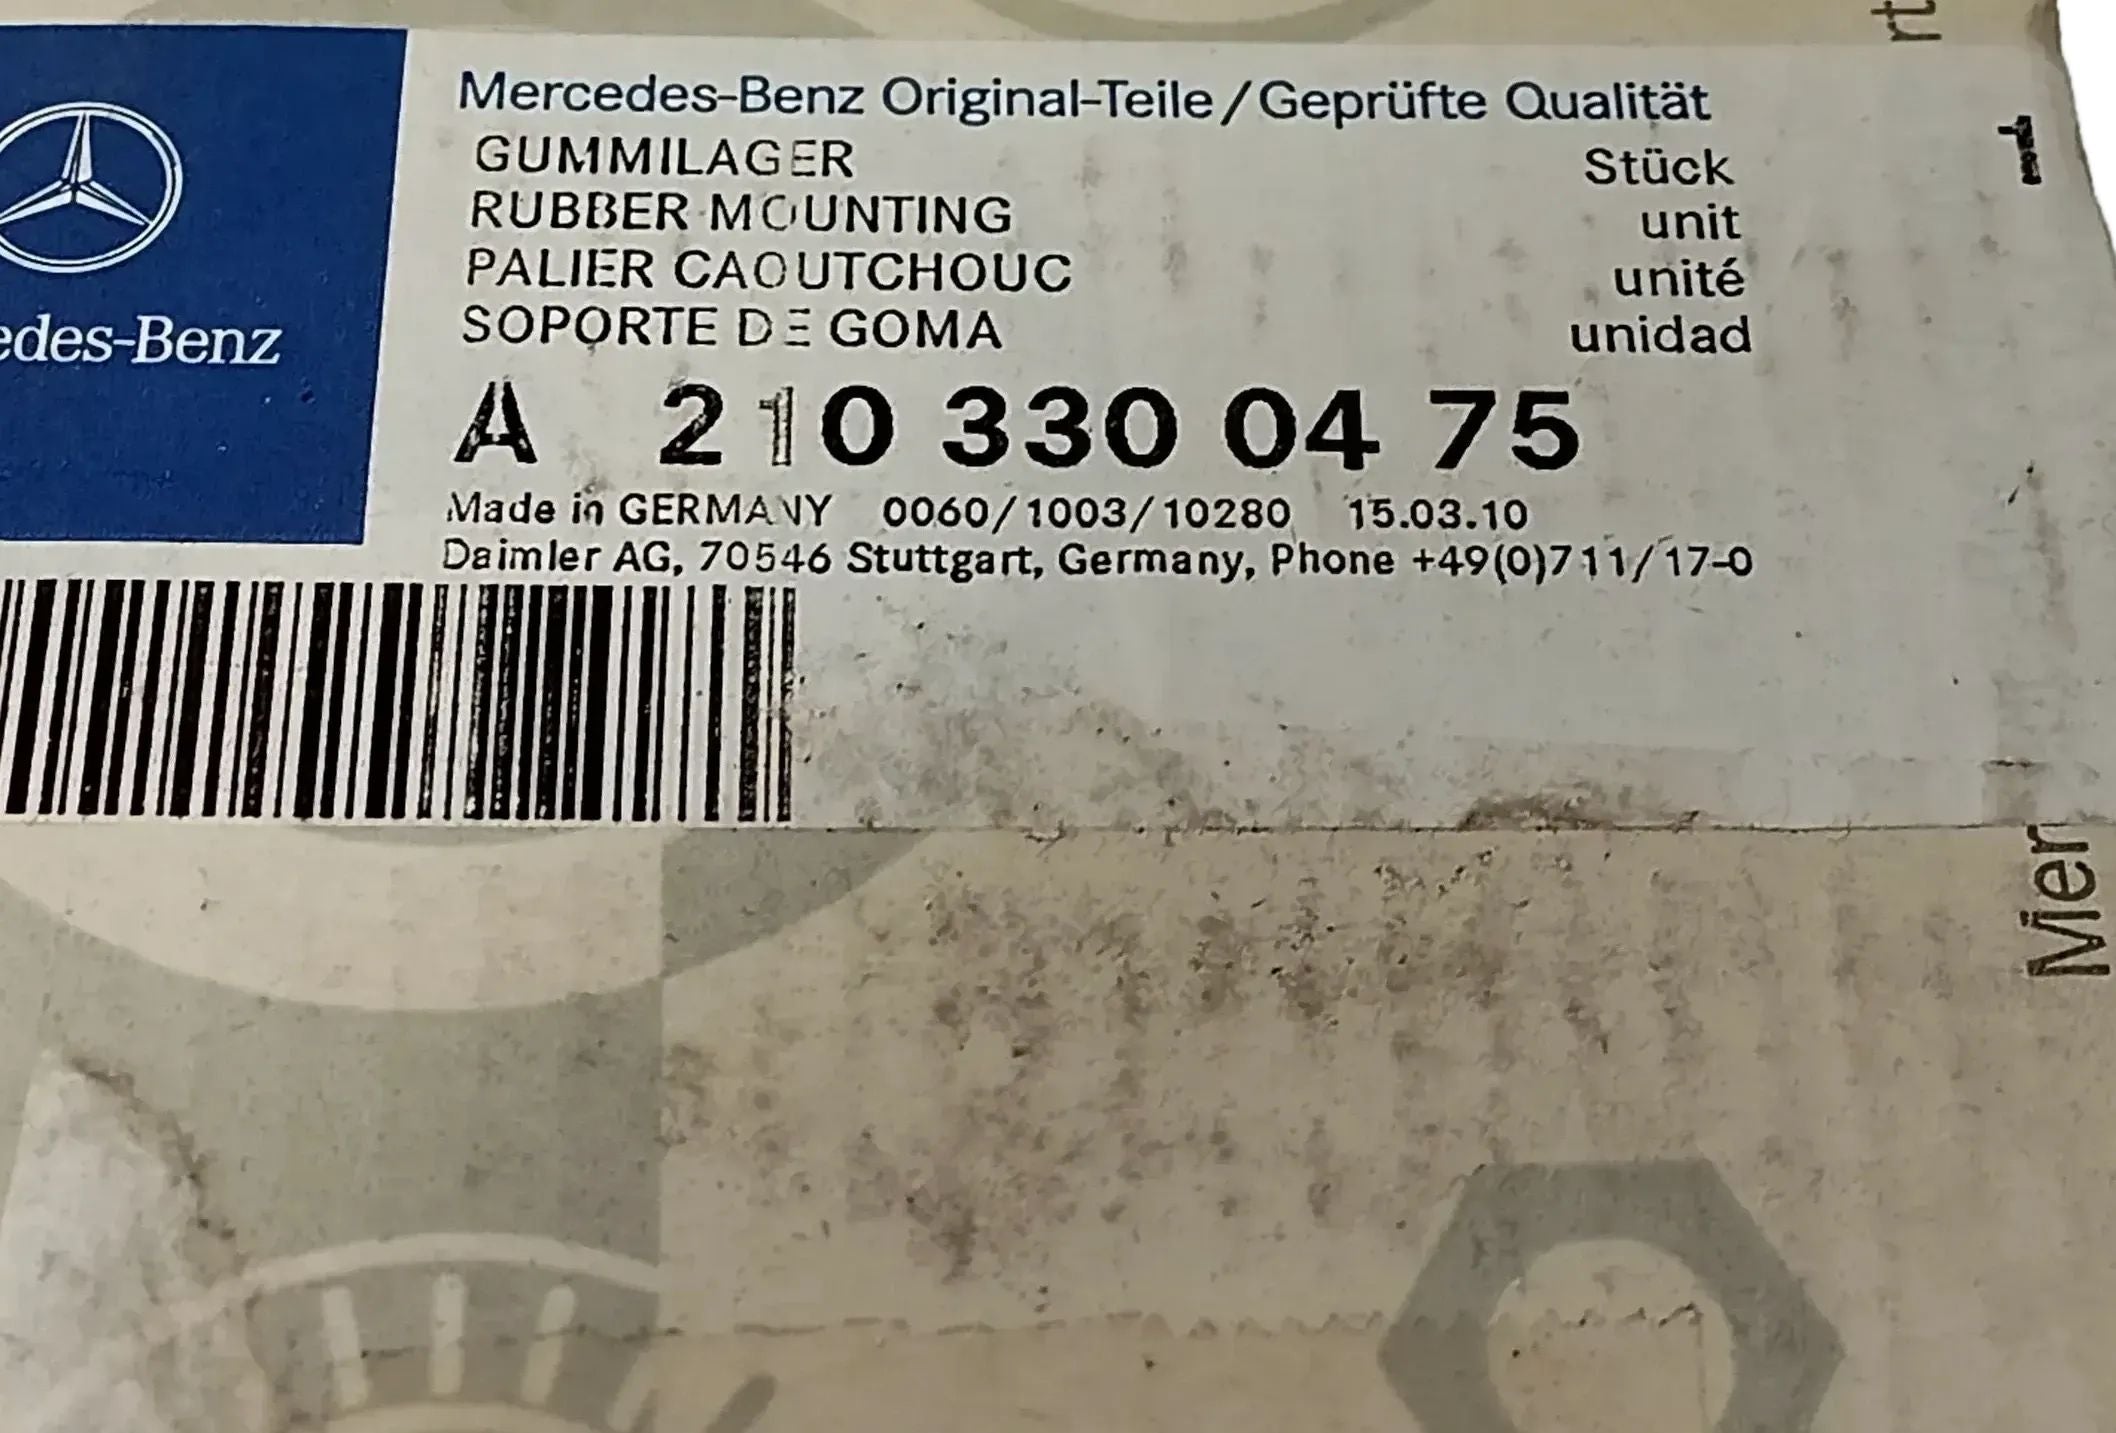 Mercedes-Benz Original-Teile/Geprüfte Qualität
GUMMILAGER
Stück
RUBBER MOUNTING
unit
PALIER CAOUTCHOUC
unité
SOPORTE DE GOMA
unidad
1
edes-Benz
A 210 330 04 75
Made in GERMANY 0060/1003/10280 15.03.10
Daimler AG, 70546 Stuttgart, Germany, Phone +49(0)711/17-0